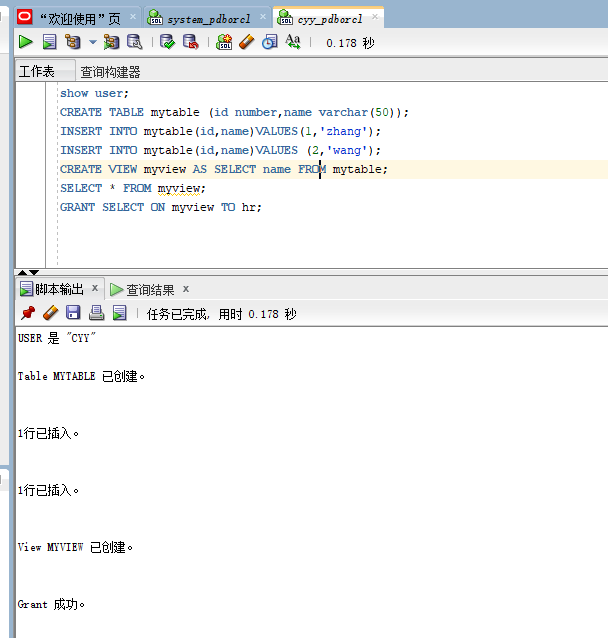 “欢迎使用”页
system_pdborcl
cyy_pdborcl
0.178 秒
工作表
查询构建器
show user;
CREATE TABLE mytable (id number,name varchar(50));
INSERT INTO mytable(id,name)VALUES(1,'zhang');
INSERT INTO mytable(id,name)VALUES (2,'wang');
CREATE VIEW myview AS SELECT name FROM mytable;
SELECT * FROM myview;
GRANT SELECT ON myview TO hr;
脚本输出 x
查询结果 x
任务已完成, 用时 0.178 秒
USER 是 "CYY"
Table MYTABLE 已创建。
1行已插入。
1行已插入。
View MYVIEW 已创建。
Grant 成功。